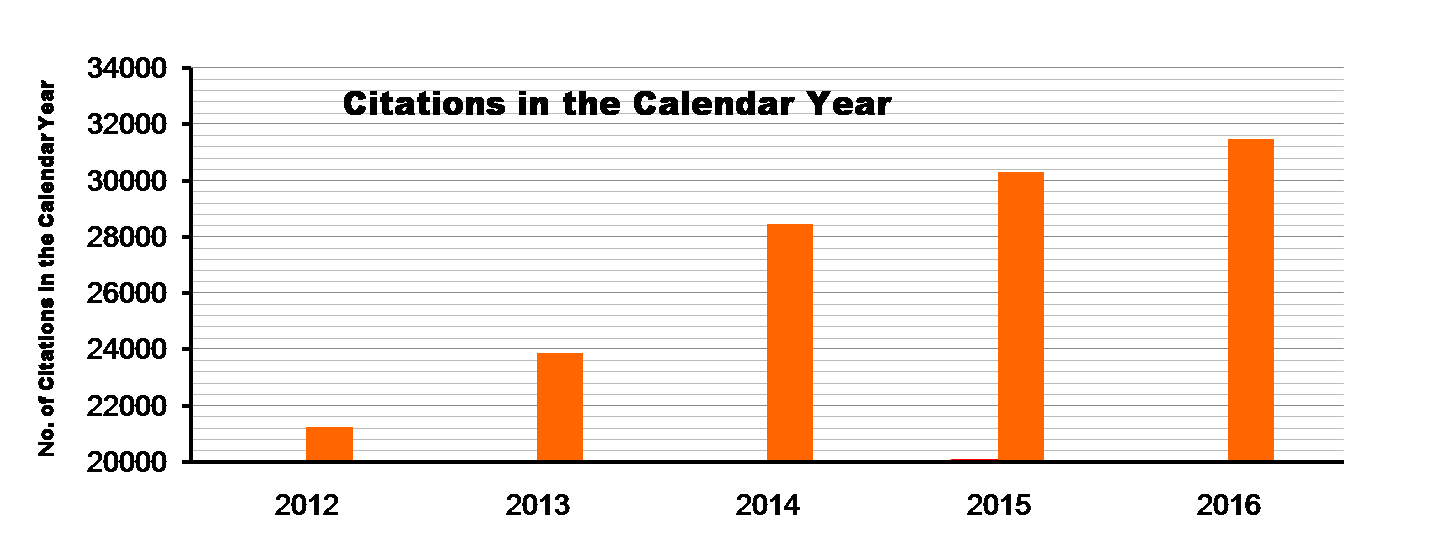 Citations in the Calendar Year
No. of Citations in the Calendar Year
34000
32000
30000
28000
26000
24000
22000
20000
2012 2013 2014 2015 2016